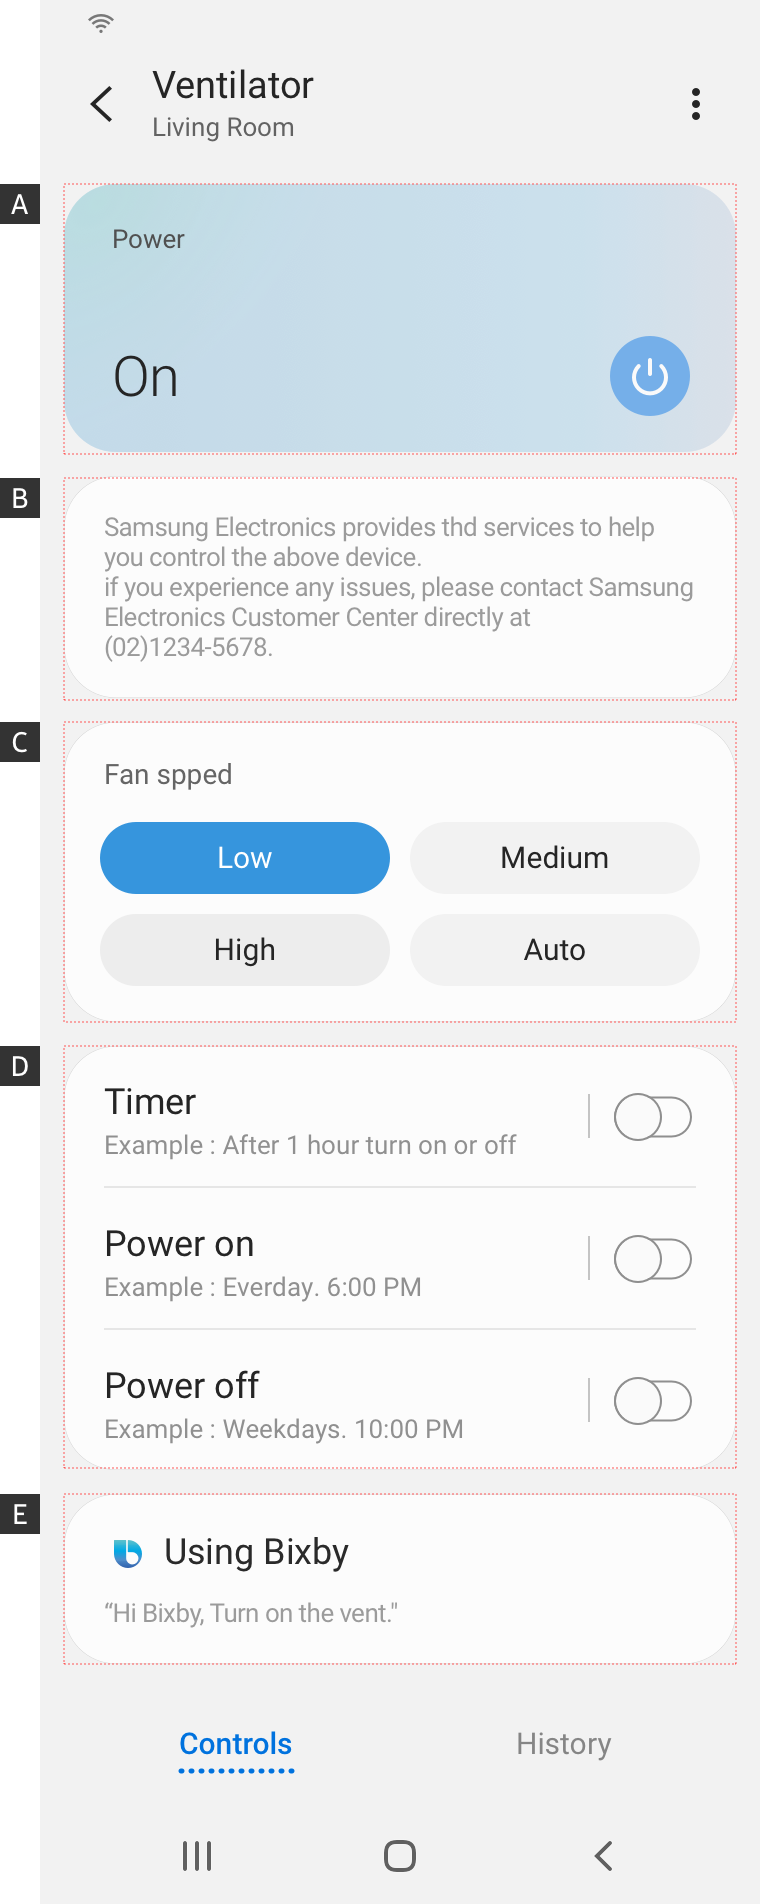 Ventilator
Living Room
A
Power
On
B
Samsung Electronics provides thd services to help
you control the above device.
if you experience any issues, please contact Samsung
Electronics Customer Center directly at
(02)1234-5678.
C
Fan spped
Low
Medium
High
Auto
D
Timer
Example : After 1 hour turn on or off
Power on
Example : Everday. 6:00 PM
Power off
Example : Weekdays. 10:00 PM
E
Using Bixby
“Hi Bixby, Turn on the vent."
Controls
History